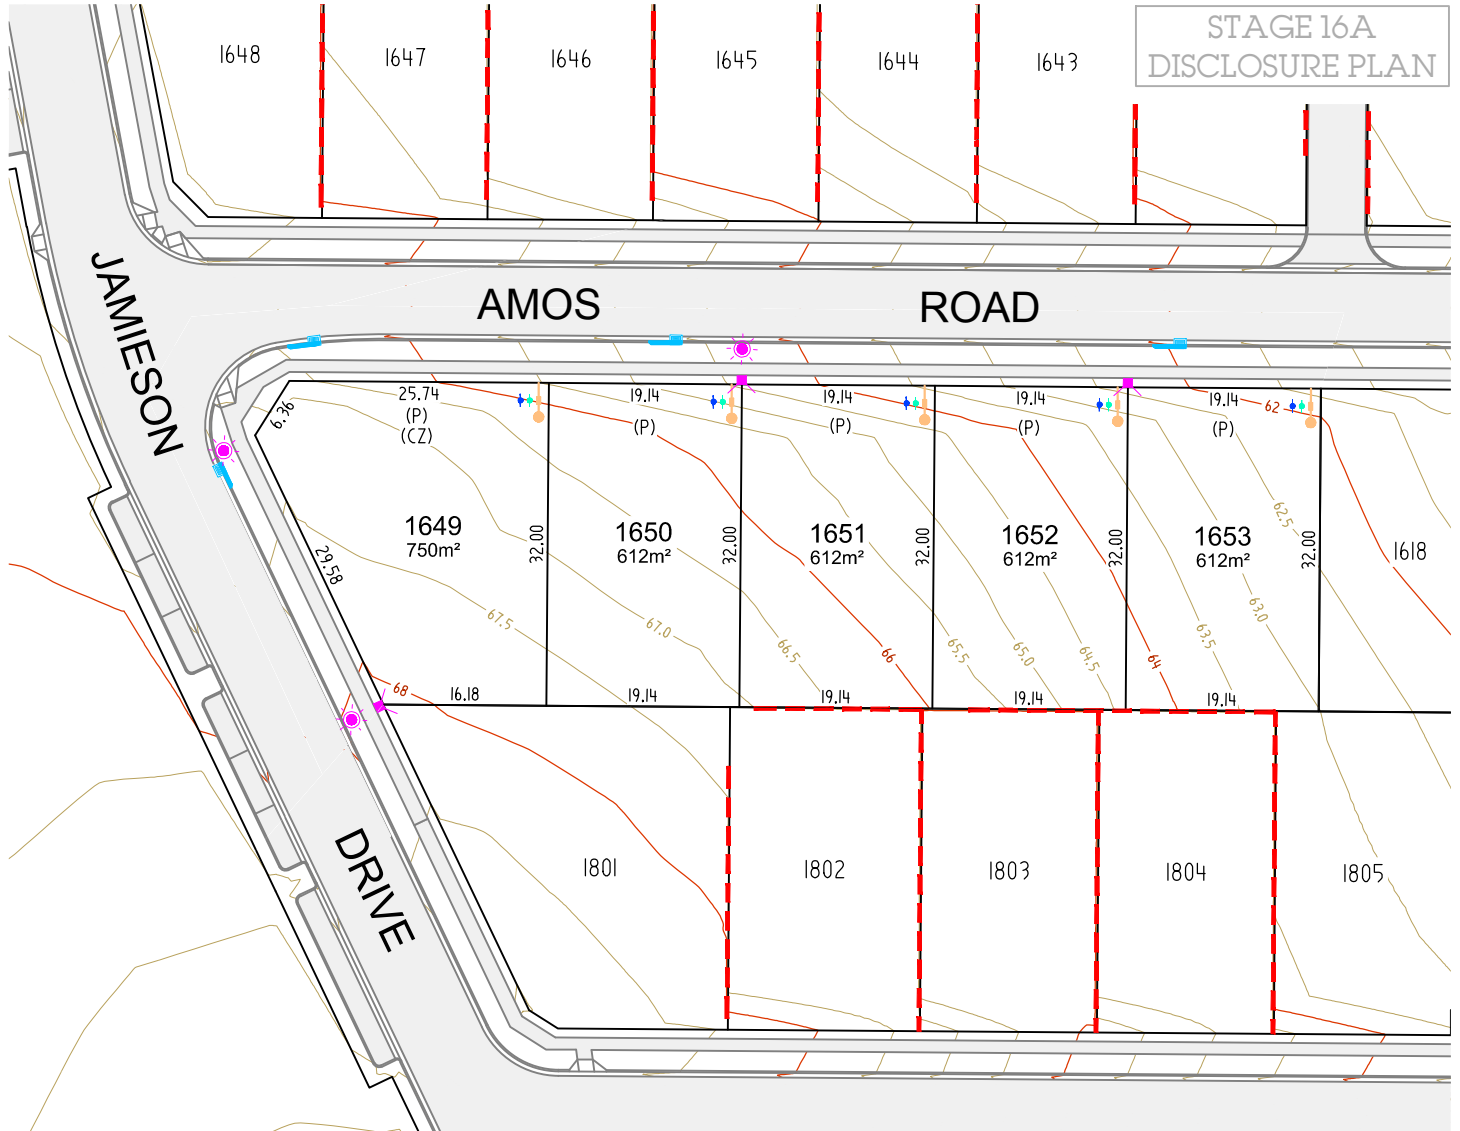 STAGE 16A
DISCLOSURE PLAN
1648
1647
1646
1645
1644
1643
JAMIESON
AMOS ROAD
6.36
25.74
(P)
(CZ)
19.14
(P)
19.14
(P)
19.14
(P)
19.14
(P)
62
29.58
1649
750m²
32.00
1650
612m²
32.00
1651
612m²
32.00
1652
612m²
32.00
1653
612m²
32.00
62.5
1618
67.5
67.0
66.5
66
65.5
65.0
64.5
64
63.5
63.0
68
16.18
19.14
19.14
19.14
19.14
DRIVE
1801
1802
1803
1804
1805